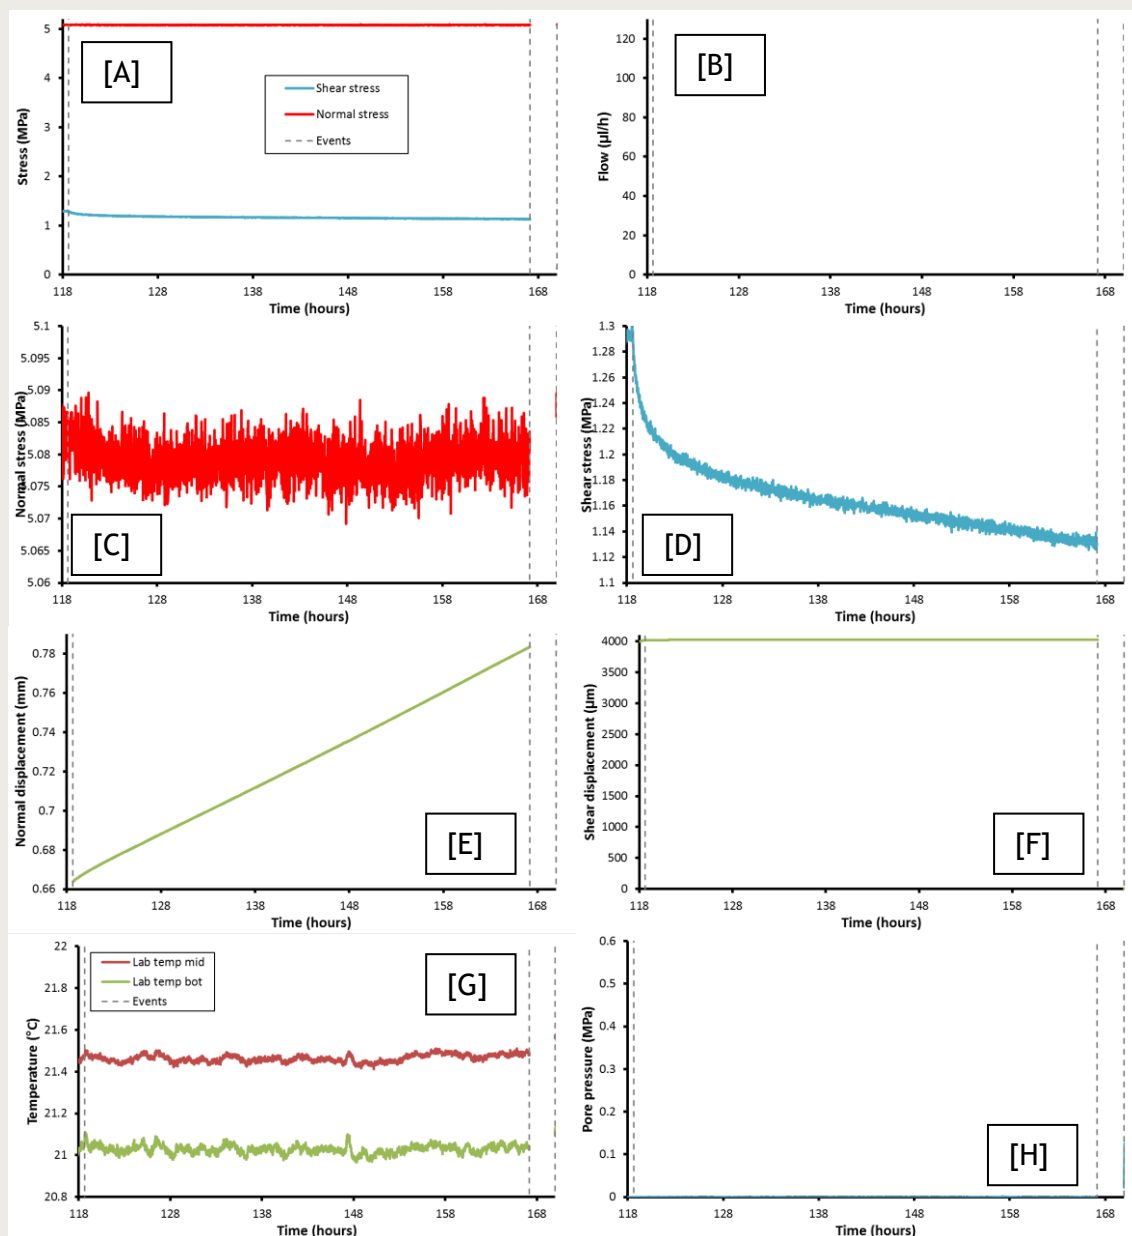 [A]
Stress (MPa)
5
4
3
2
1
0
Shear stress
Normal stress
Events
118 128 138 148 158 168
Time (hours)
[B]
Flow (µl/h)
120
100
80
60
40
20
0
118 128 138 148 158 168
Time (hours)
[C]
Normal stress (MPa)
5.1
5.095
5.09
5.085
5.08
5.075
5.07
5.065
5.06
118 128 138 148 158 168
Time (hours)
[D]
Shear stress (MPa)
1.3
1.28
1.26
1.24
1.22
1.2
1.18
1.16
1.14
1.12
1.1
118 128 138 148 158 168
Time (hours)
[E]
Normal displacement (mm)
0.78
0.76
0.74
0.72
0.7
0.68
0.66
118 128 138 148 158 168
Time (hours)
[F]
Shear displacement (µm)
4000
3500
3000
2500
2000
1500
1000
500
0
118 128 138 148 158 168
Time (hours)
[G]
Temperature (°C)
22
21.8
21.6
21.4
21.2
21
20.8
Lab temp mid
Lab temp bot
Events
118 128 138 148 158 168
Time (hours)
[H]
Pore pressure (MPa)
0.6
0.5
0.4
0.3
0.2
0.1
0
118 128 138 148 158 168
Time (hours)